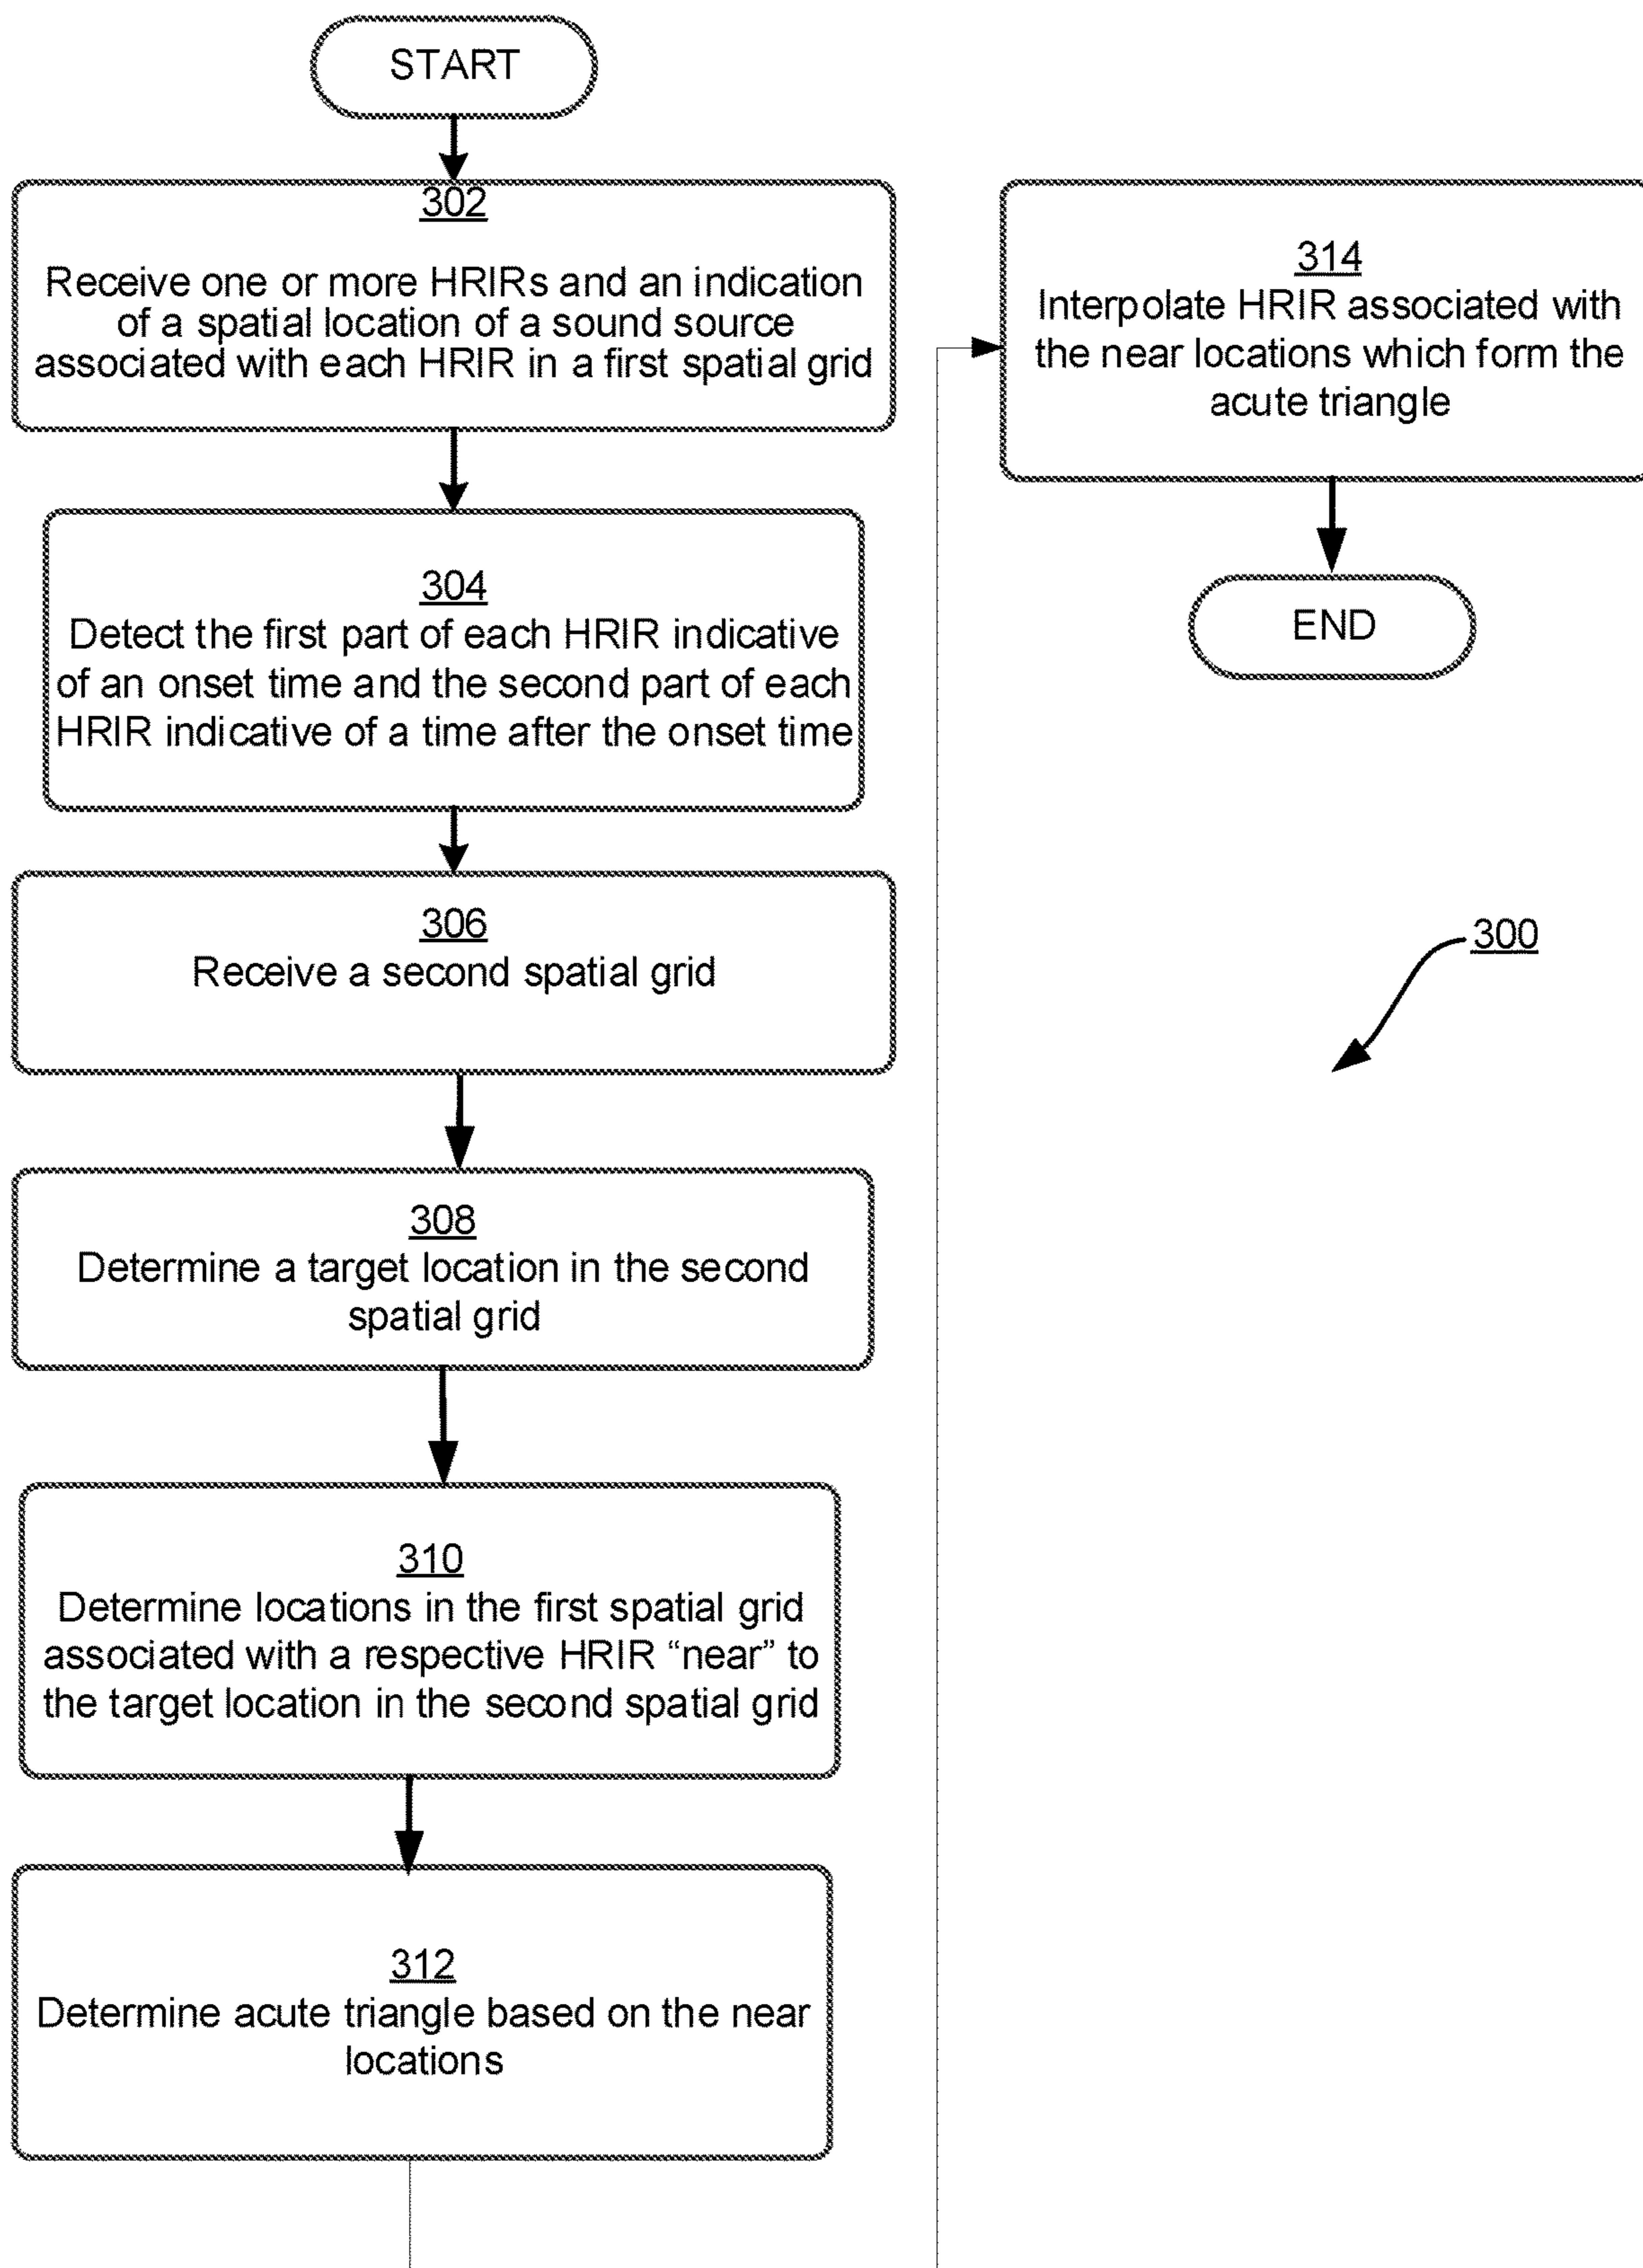 START
302
Receive one or more HRIRs and an indication
of a spatial location of a sound source
associated with each HRIR in a first spatial grid
304
Detect the first part of each HRIR indicative
of an onset time and the second part of each
HRIR indicative of a time after the onset time
306
Receive a second spatial grid
308
Determine a target location in the second
spatial grid
310
Determine locations in the first spatial grid
associated with a respective HRIR “near” to
the target location in the second spatial grid
312
Determine acute triangle based on the near
locations
314
Interpolate HRIR associated with
the near locations which form the
acute triangle
END
300